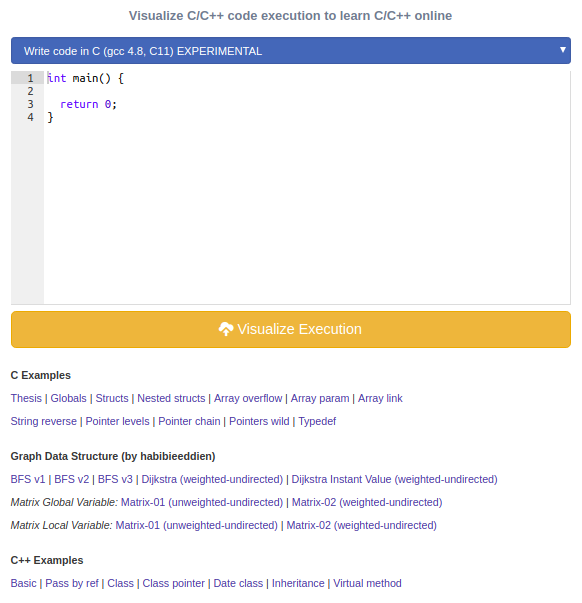 Visualize C/C++ code execution to learn C/C++ online
Write code in C (gcc 4.8, C11) EXPERIMENTAL
1 int main() {
2
3 return 0;
4 }
Visualize Execution
C Examples
Thesis | Globals | Structs | Nested structs | Array overflow | Array param | Array link
String reverse | Pointer levels | Pointer chain | Pointers wild | Typedef
Graph Data Structure (by habibieeddien)
BFS v1 | BFS v2 | BFS v3 | Dijkstra (weighted-undirected) | Dijkstra Instant Value (weighted-undirected)
Matrix Global Variable: Matrix-01 (unweighted-undirected) | Matrix-02 (weighted-undirected)
Matrix Local Variable: Matrix-01 (unweighted-undirected) | Matrix-02 (weighted-undirected)
C++ Examples
Basic | Pass by ref | Class | Class pointer | Date class | Inheritance | Virtual method